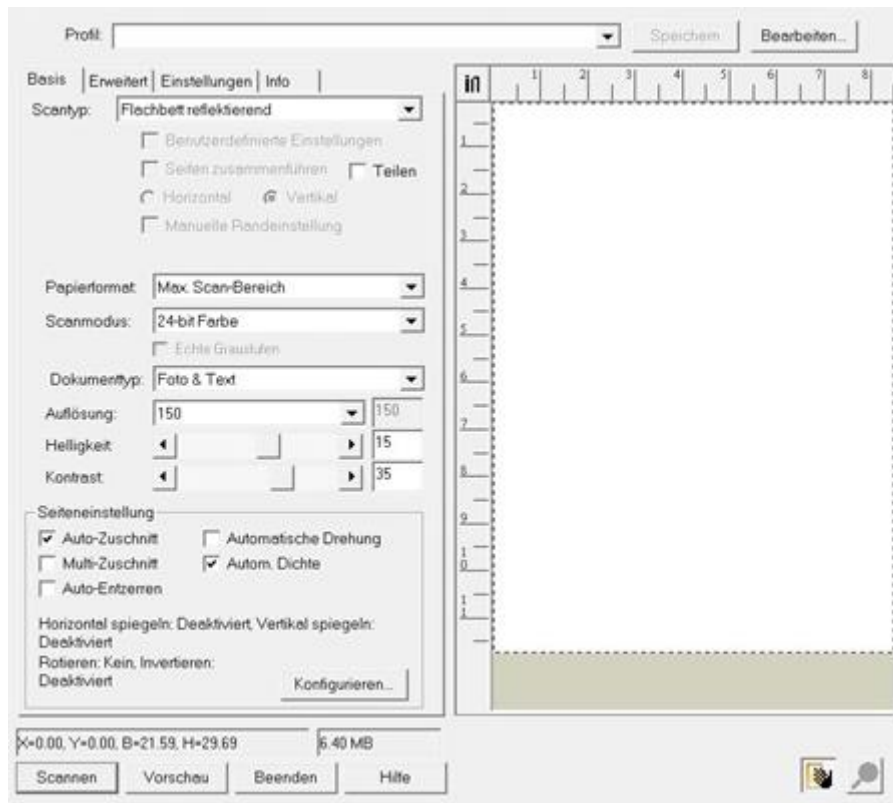 Profil: Speichern Bearbeiten...
Basis Erweitert Einstellungen Info
Scantyp: Flachbett reflektierend
Benutzerdefinierte Einstellungen
Seiten zusammenführen Teilen
Horizontal Vertikal
Manuelle Randeinstellung
Papierformat: Max. Scan-Bereich
Scanmodus: 24-bit Farbe
Echte Graustufen
Dokumenttyp: Foto & Text
Auflösung: 150 150
Helligkeit: 15
Kontrast: 35
Seiteneinstellung
Auto-Zuschnitt Automatische Drehung
Multi-Zuschnitt Autom. Dichte
Auto-Entzerren
Horizontal spiegeln: Deaktiviert, Vertikal spiegeln:
Deaktiviert
Rotieren: Kein, Invertieren:
Deaktiviert
Konfigurieren...
X=0.00, Y=0.00, B=21.59, H=29.69 6.40 MB
Scannen Vorschau Beenden Hilfe
in 1 2 3 4 5 6 7 8
1
2
3
4
5
6
7
8
9
10
11